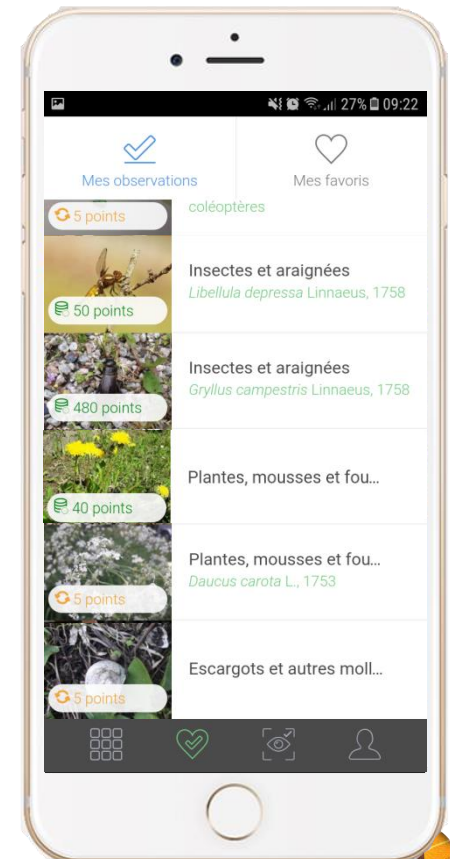 27% 09:22
Mes observations
Mes favoris
5 points
coléoptères
Insectes et araignées
Libellula depressa Linnaeus, 1758
50 points
Insectes et araignées
Gryllus campestris Linnaeus, 1758
480 points
Plantes, mousses et fou...
40 points
Plantes, mousses et fou...
Daucus carota L., 1753
5 points
Escargots et autres moll...
5 points